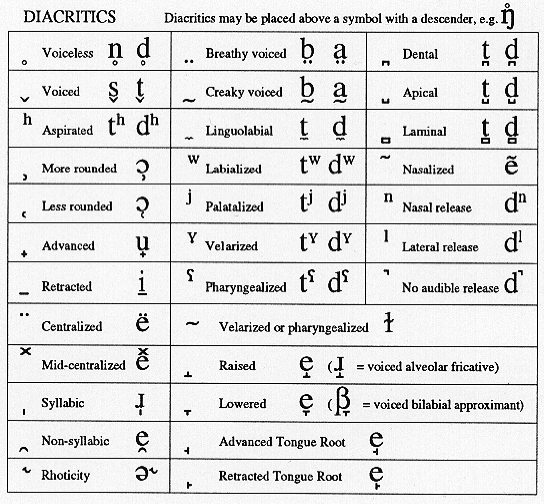 DIACRITICS Diacritics may be placed above a symbol with a descender, e.g. ŋ̊
̥ Voiceless n̥ d̥ ̤ Breathy voiced b̤ a̤ ̪ Dental t̪ d̪
̬ Voiced s̬ t̬ ̰ Creaky voiced b̰ a̰ ̺ Apical t̺ d̺
ʰ Aspirated tʰ dʰ ̼ Linguolabial t̼ d̼ ̻ Laminal t̻ d̻
̹ More rounded ɔ̹ ʷ Labialized tʷ dʷ ̃ Nasalized ẽ
̜ Less rounded ɔ̜ ʲ Palatalized tʲ dʲ ⁿ Nasal release dⁿ
̟ Advanced u̟ ˠ Velarized tˠ dˠ ˡ Lateral release dˡ
̠ Retracted i̠ ˤ Pharyngealized tˤ dˤ ̚ No audible release d̚
̈ Centralized ë ̴ Velarized or pharyngealized ɫ
̽ Mid-centralized e̽ ̝ Raised e̝ (ɹ̝ = voiced alveolar fricative)
̩ Syllabic ɹ̩ ̞ Lowered e̞ (β̞ = voiced bilabial approximant)
̯ Non-syllabic e̯ ̘ Advanced Tongue Root e̘
˞ Rhoticity ə˞ ̙ Retracted Tongue Root e̙